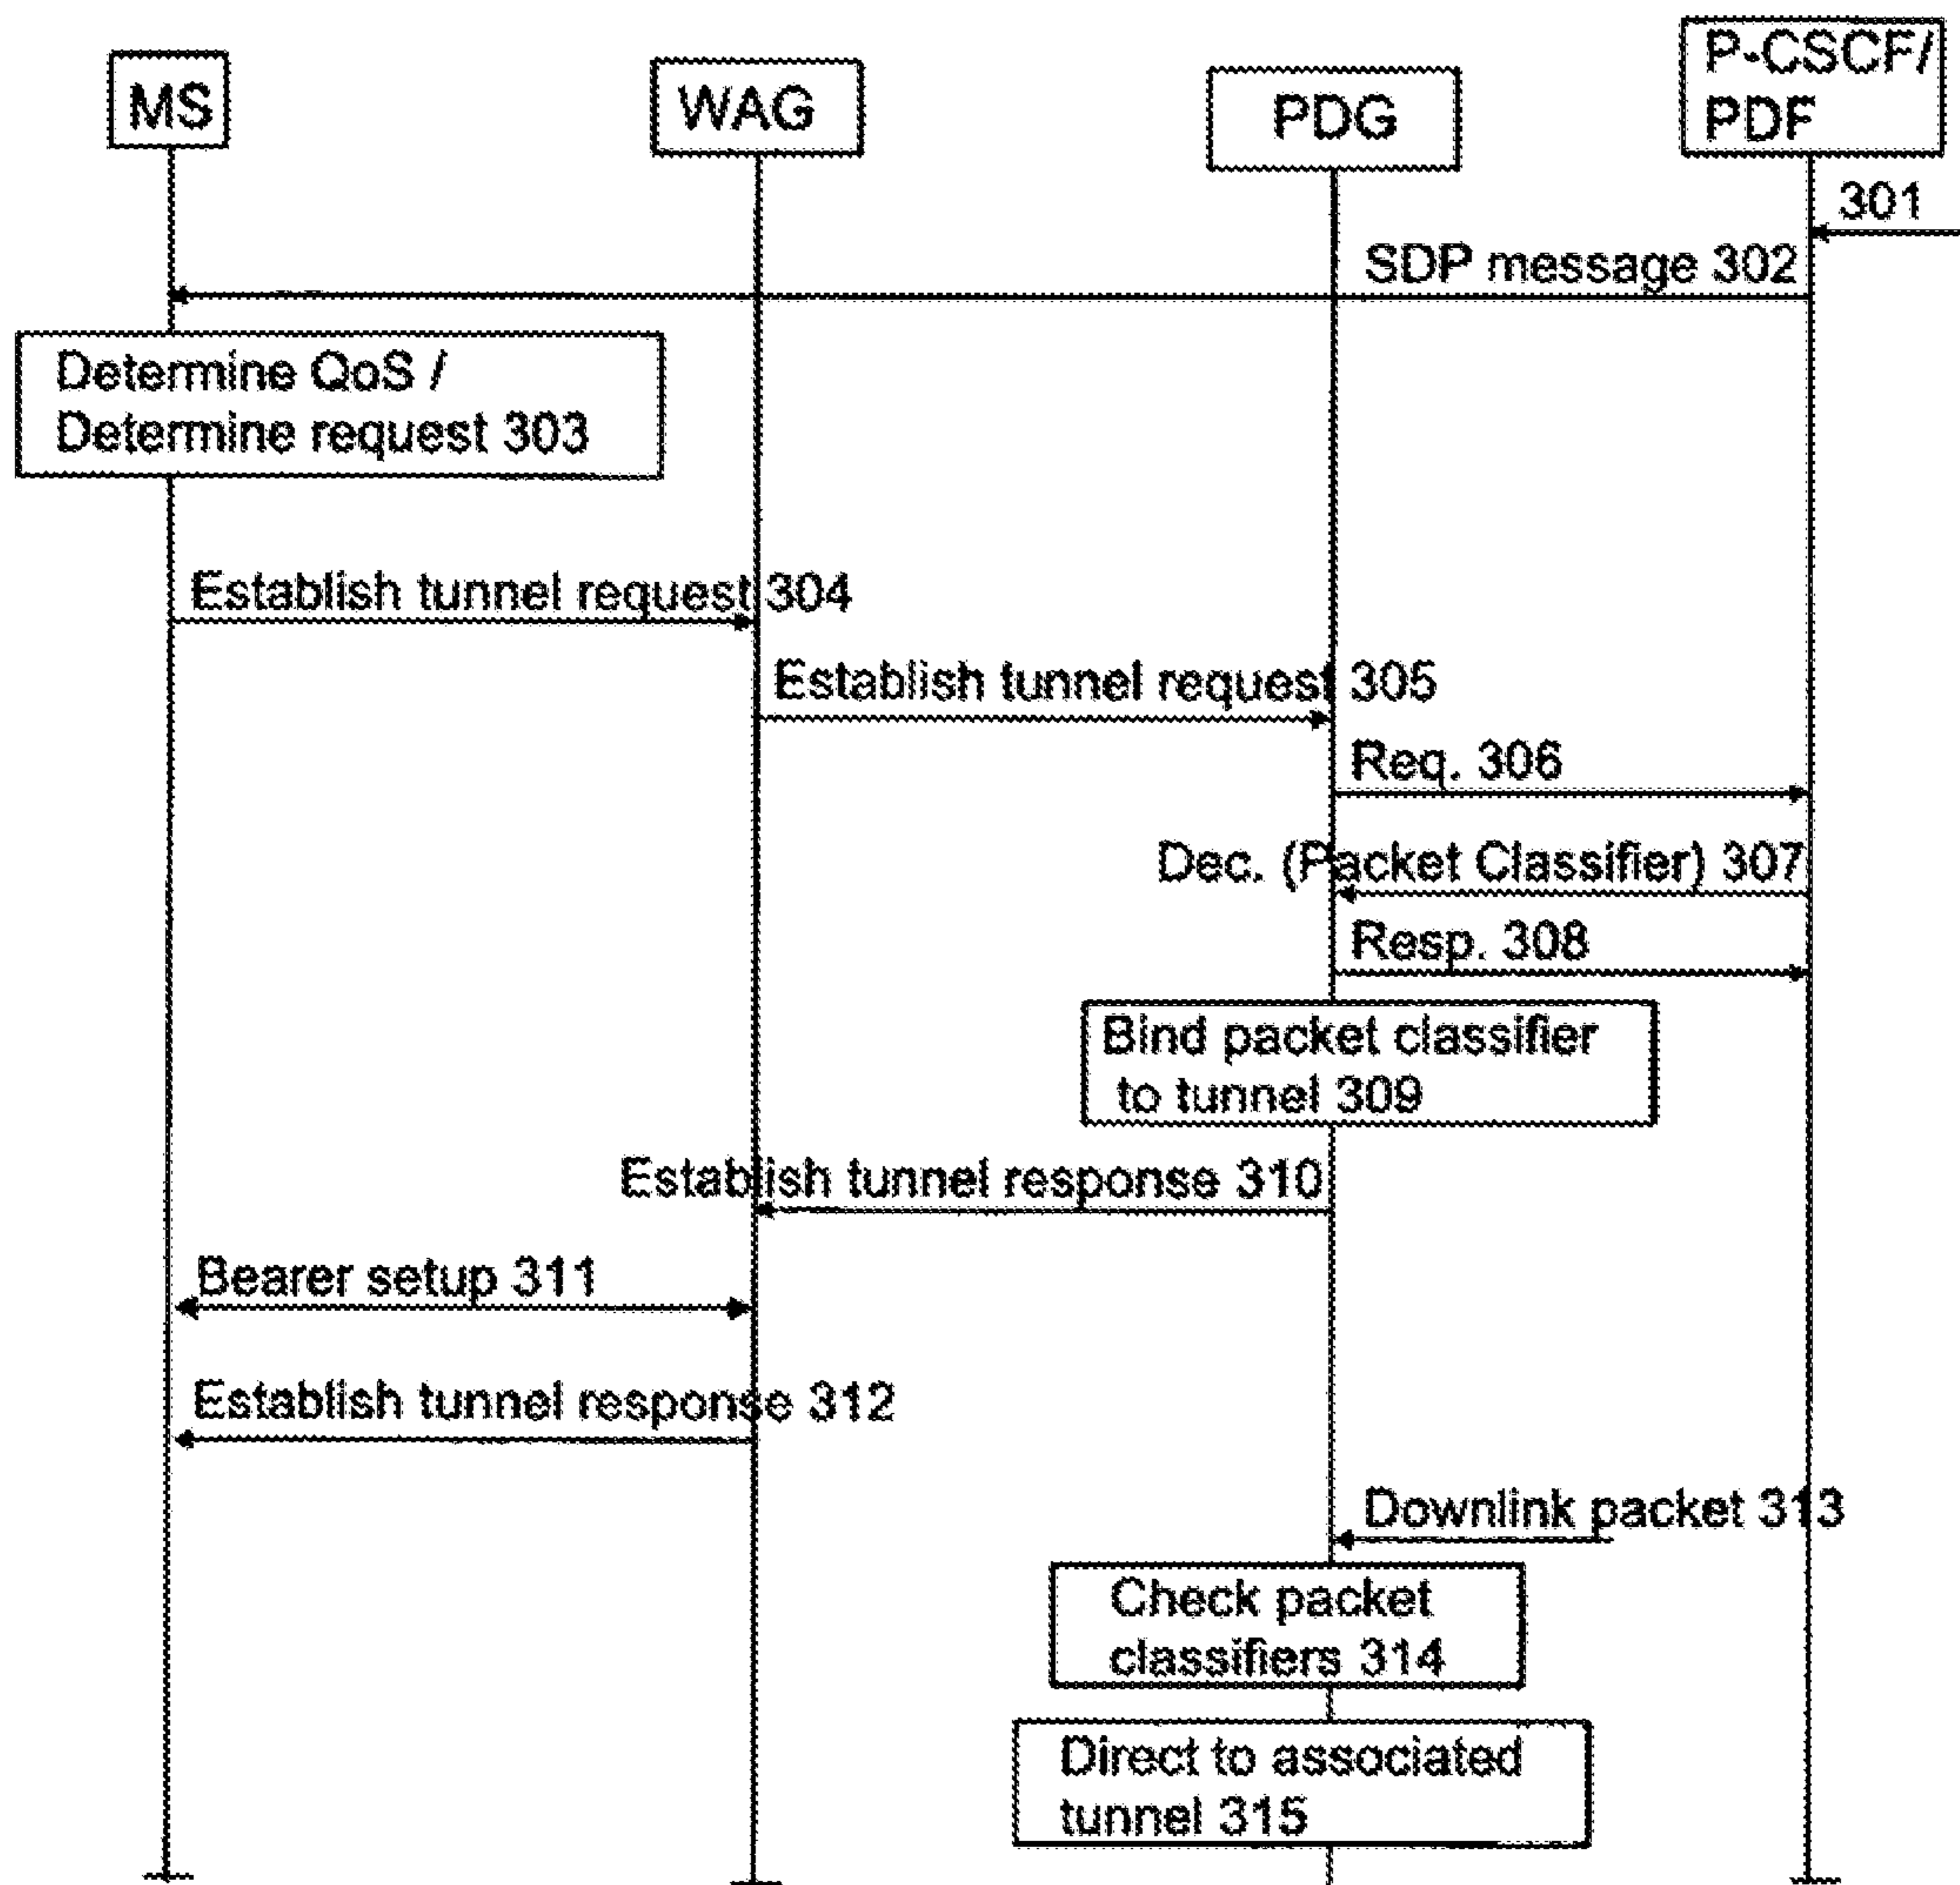 MS
WAG
PDG
P-CSCF/
PDF
301
SDP message 302
Determine QoS /
Determine request 303
Establish tunnel request 304
Establish tunnel request 305
Req. 306
Dec. (Packet Classifier) 307
Resp. 308
Bind packet classifier
to tunnel 309
Establish tunnel response 310
Bearer setup 311
Establish tunnel response 312
Downlink packet 313
Check packet
classifiers 314
Direct to associated
tunnel 315